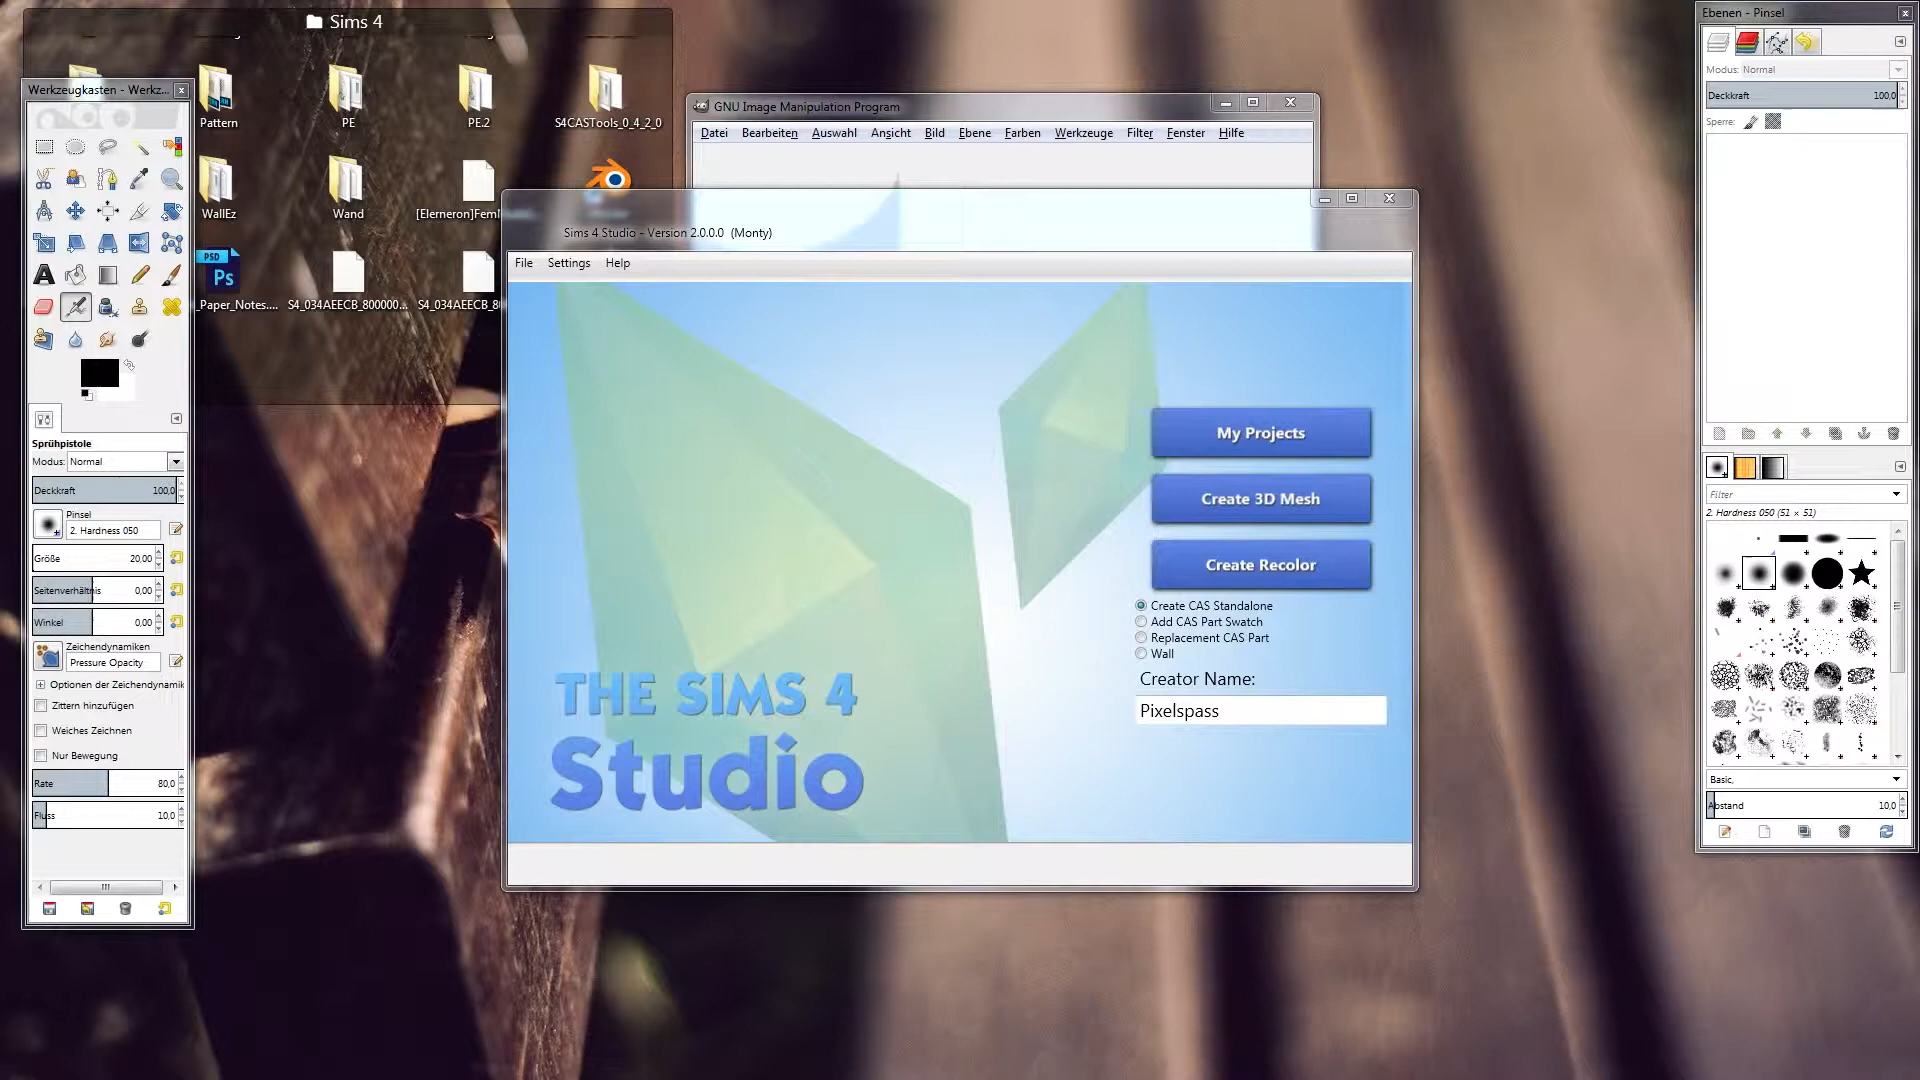 Sims 4
Pattern
PE
PE.2
S4CASTools_0_4_2_0
WallEz
Wand
[Elerneron]Fem
PSD
Ps
_Paper_Notes....
S4_034AEECB_800000...
S4_034AEECB_8
Werkzeugkasten - Werkz...
Sprühpistole
Modus: Normal
Deckkraft 100,0
Pinsel
2. Hardness 050
Größe 20,00
Seitenverhältnis 0,00
Winkel 0,00
Zeichendynamiken
Pressure Opacity
Optionen der Zeichendynamik
Zittern hinzufügen
Weiches Zeichnen
Nur Bewegung
Rate 80,0
Fluss 10,0
GNU Image Manipulation Program
Datei Bearbeiten Auswahl Ansicht Bild Ebene Farben Werkzeuge Filter Fenster Hilfe
Sims 4 Studio - Version 2.0.0.0 (Monty)
File Settings Help
THE SIMS 4
Studio
My Projects
Create 3D Mesh
Create Recolor
Create CAS Standalone
Add CAS Part Swatch
Replacement CAS Part
Wall
Creator Name:
Pixelspass
Ebenen - Pinsel
Modus: Normal
Deckkraft 100,0
Sperre:
Filter
2. Hardness 050 (51 × 51)
Basic,
Abstand 10,0